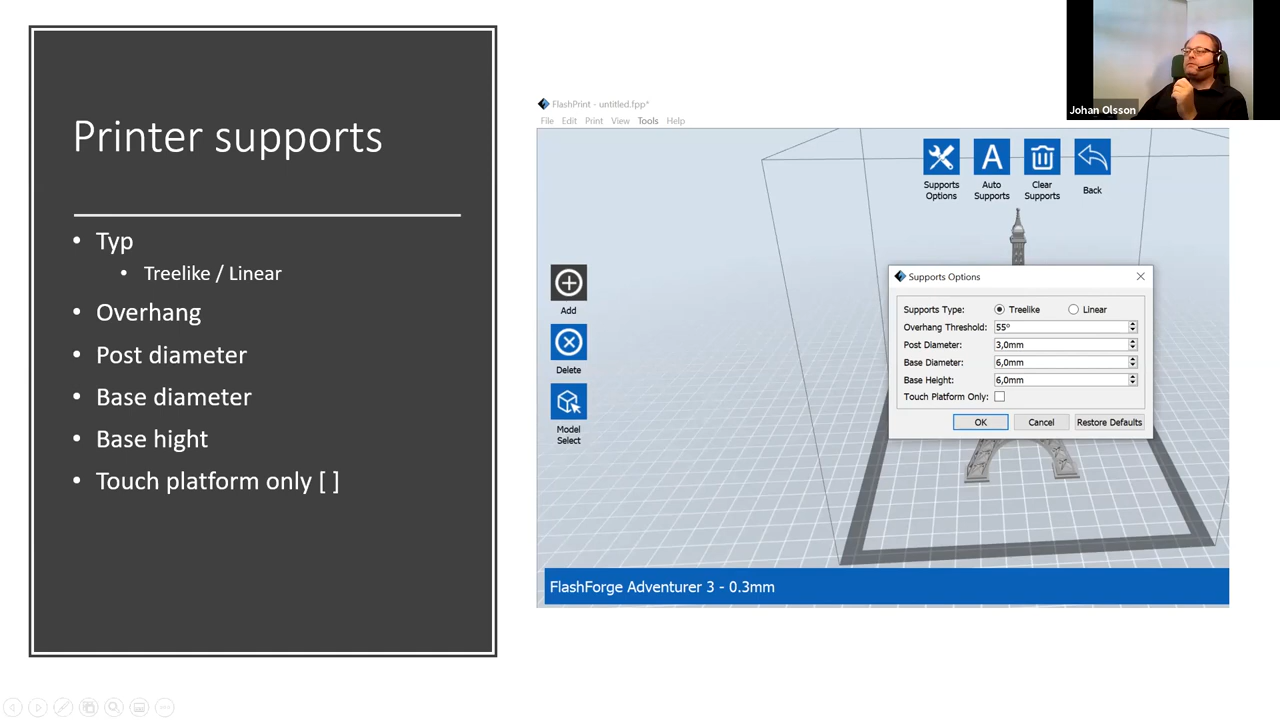 Printer supports
• Typ
• Treelike / Linear
• Overhang
• Post diameter
• Base diameter
• Base hight
• Touch platform only [ ]
FlashPrint - untitled.fpp*
File Edit Print View Tools Help
Supports Options
Auto Supports
Clear Supports
Back
Add
Delete
Model Select
Supports Options
Supports Type: Treelike Linear
Overhang Threshold: 55°
Post Diameter: 3,0mm
Base Diameter: 6,0mm
Base Height: 6,0mm
Touch Platform Only:
OK Cancel Restore Defaults
FlashForge Adventurer 3 - 0.3mm
Johan Olsson